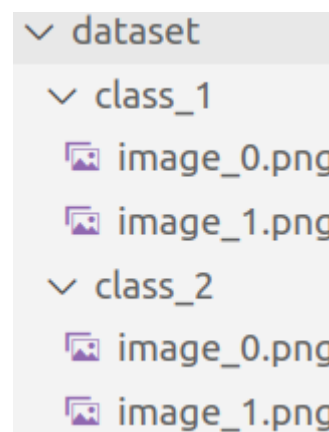 dataset
class_1
image_0.png
image_1.png
class_2
image_0.png
image_1.png